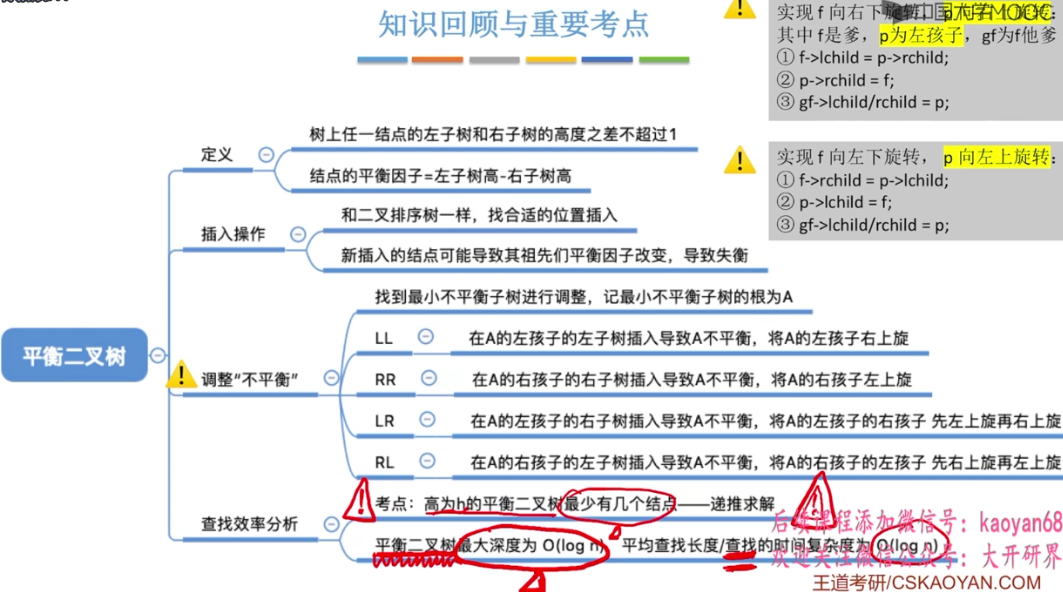 知识回顾与重要考点
实现 f 向右下旋转，p 向右上旋转：
其中 f是爹，p为左孩子，gf为f他爹
① f->lchild = p->rchild;
② p->rchild = f;
③ gf->lchild/rchild = p;
实现 f 向左下旋转，p 向左上旋转：
① f->rchild = p->lchild;
② p->lchild = f;
③ gf->lchild/rchild = p;
平衡二叉树
定义
树上任一结点的左子树和右子树的高度之差不超过1
结点的平衡因子=左子树高-右子树高
插入操作
和二叉排序树一样，找合适的位置插入
新插入的结点可能导致其祖先们平衡因子改变，导致失衡
调整“不平衡”
找到最小不平衡子树进行调整，记最小不平衡子树的根为A
LL 在A的左孩子的左子树插入导致A不平衡，将A的左孩子右上旋
RR 在A的右孩子的右子树插入导致A不平衡，将A的右孩子左上旋
LR 在A的左孩子的右子树插入导致A不平衡，将A的左孩子的右孩子 先左上旋再右上旋
RL 在A的右孩子的左子树插入导致A不平衡，将A的右孩子的左孩子 先右上旋再左上旋
查找效率分析
考点：高为h的平衡二叉树最少有几个结点——递推求解
平衡二叉树最大深度为 O(log n)，平均查找长度/查找的时间复杂度为 O(log n)
后续课程添加微信号：kaoyan68
欢迎关注微信公众号：大开研界
王道考研/CSKAOYAN.COM